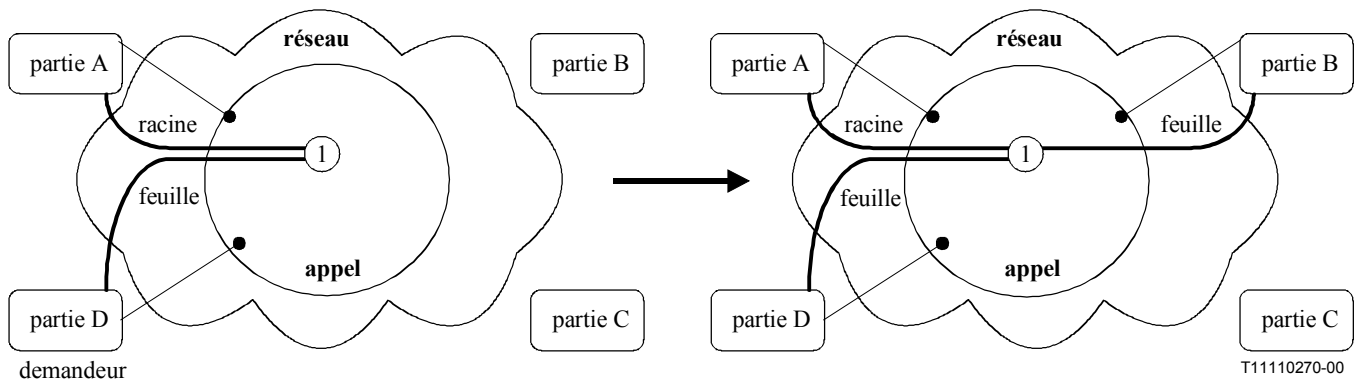 réseau
partie A
partie B
racine
1
feuille
appel
partie D
partie C
demandeur
réseau
partie A
partie B
racine
feuille
1
feuille
appel
partie D
partie C
T11110270-00